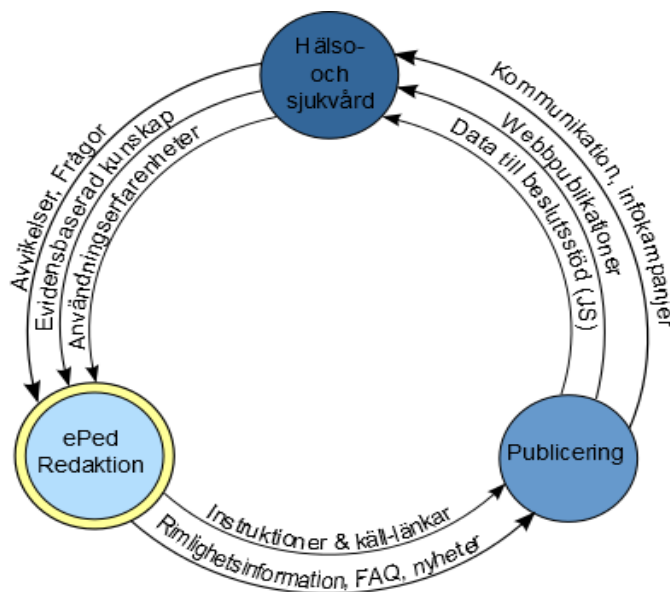 Hälso-
och
sjukvård
Avvikelser, Frågor
Evidensbaserad kunskap
Användningserfarenheter
Kommunikation, infokampanjer
Webbpublikationer
Data till beslutsstöd (JS)
ePed
Redaktion
Publicering
Instruktioner & käll-länkar
Rimlighetsinformation, FAQ, nyheter